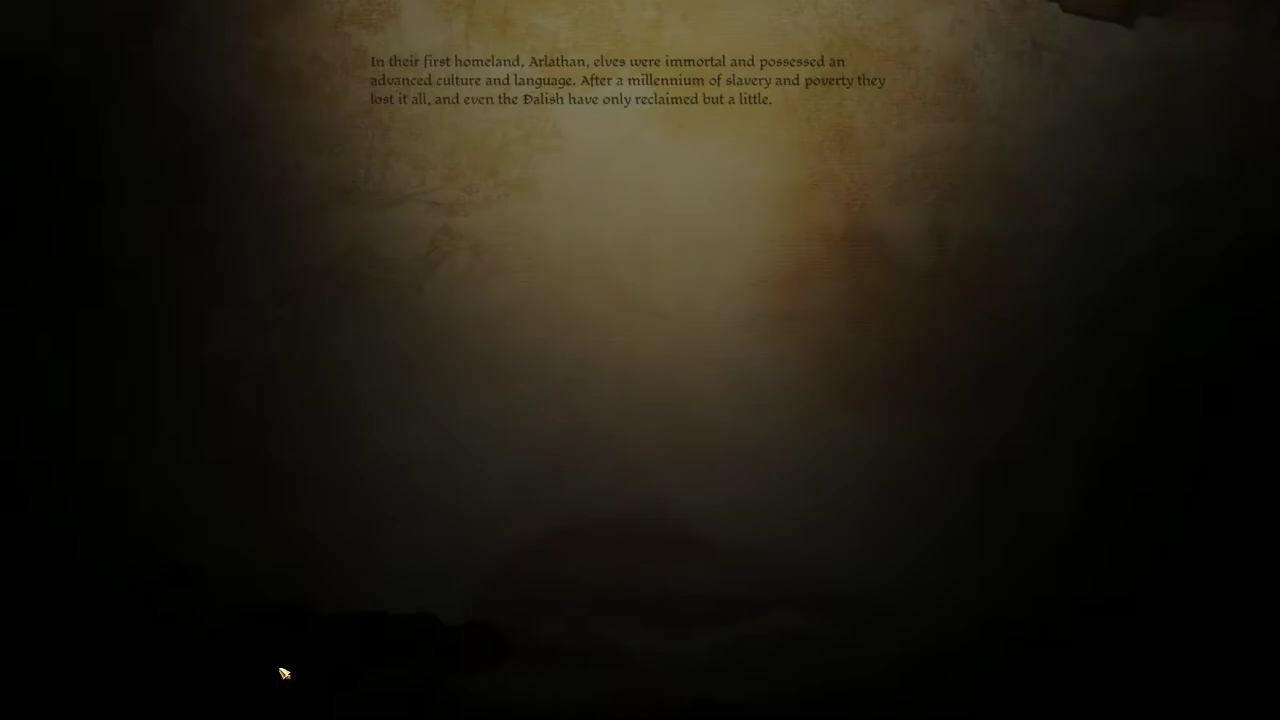 In their first homeland, Arlathan, elves were immortal and possessed an
advanced culture and language. After a millennium of slavery and poverty they
lost it all, and even the Dalish have only reclaimed but a little.